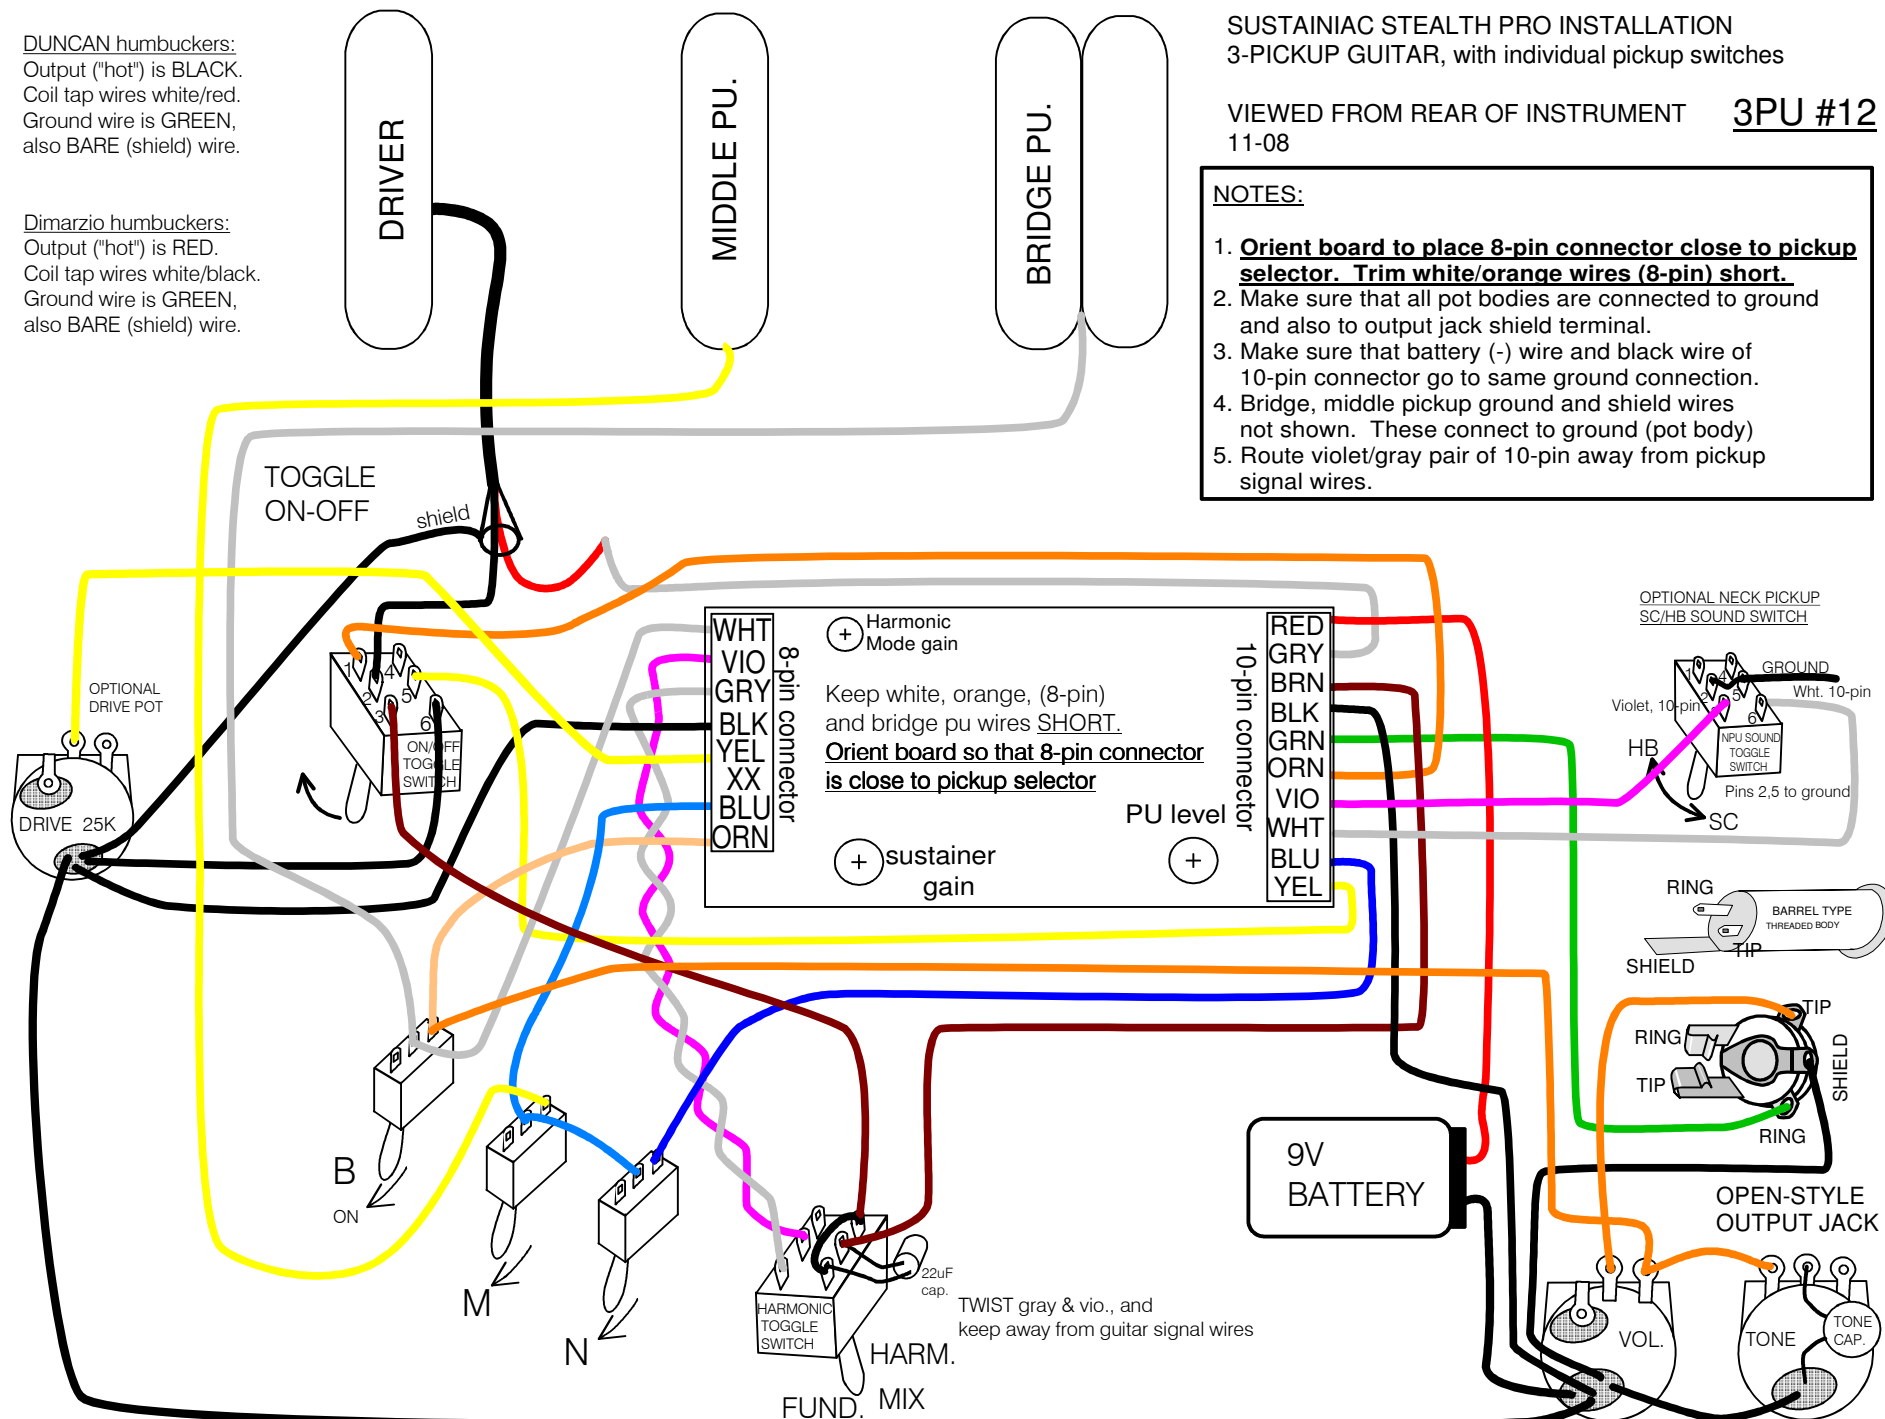 DUNCAN humbuckers:
Output ("hot") is BLACK.
Coil tap wires white/red.
Ground wire is GREEN,
also BARE (shield) wire.
Dimarzio humbuckers:
Output ("hot") is RED.
Coil tap wires white/black.
Ground wire is GREEN,
also BARE (shield) wire.
DRIVER
MIDDLE PU.
BRIDGE PU.
SUSTAINIAC STEALTH PRO INSTALLATION
3-PICKUP GUITAR, with individual pickup switches
VIEWED FROM REAR OF INSTRUMENT
3PU #12
11-08
NOTES:
1. Orient board to place 8-pin connector close to pickup
selector. Trim white/orange wires (8-pin) short.
2. Make sure that all pot bodies are connected to ground
and also to output jack shield terminal.
3. Make sure that battery (-) wire and black wire of
10-pin connector go to same ground connection.
4. Bridge, middle pickup ground and shield wires
not shown. These connect to ground (pot body)
5. Route violet/gray pair of 10-pin away from pickup
signal wires.
TOGGLE
ON-OFF
shield
OPTIONAL
DRIVE POT
DRIVE 25K
1
2
3
4
5
6
ON/OFF
TOGGLE
SWITCH
WHT
VIO
GRY
BLK
YEL
XX
BLU
ORN
8-pin connector
+
Harmonic
Mode gain
Keep white, orange, (8-pin)
and bridge pu wires SHORT.
Orient board so that 8-pin connector
is close to pickup selector
PU level
+
+
sustainer
gain
10-pin connector
RED
GRY
BRN
BLK
GRN
ORN
VIO
WHT
BLU
YEL
OPTIONAL NECK PICKUP
SC/HB SOUND SWITCH
GROUND
Wht. 10-pin
Violet, 10-pin
1
4
5
6
NPU SOUND
TOGGLE
SWITCH
HB
SC
Pins 2,5 to ground
RING
BARREL TYPE
THREADED BODY
TIP
SHIELD
TIP
RING
TIP
SHIELD
RING
OPEN-STYLE
OUTPUT JACK
9V
BATTERY
B
ON
M
N
HARMONIC
TOGGLE
SWITCH
22uF
cap.
TWIST gray & vio., and
keep away from guitar signal wires
HARM.
MIX
FUND.
VOL.
TONE
TONE
CAP.